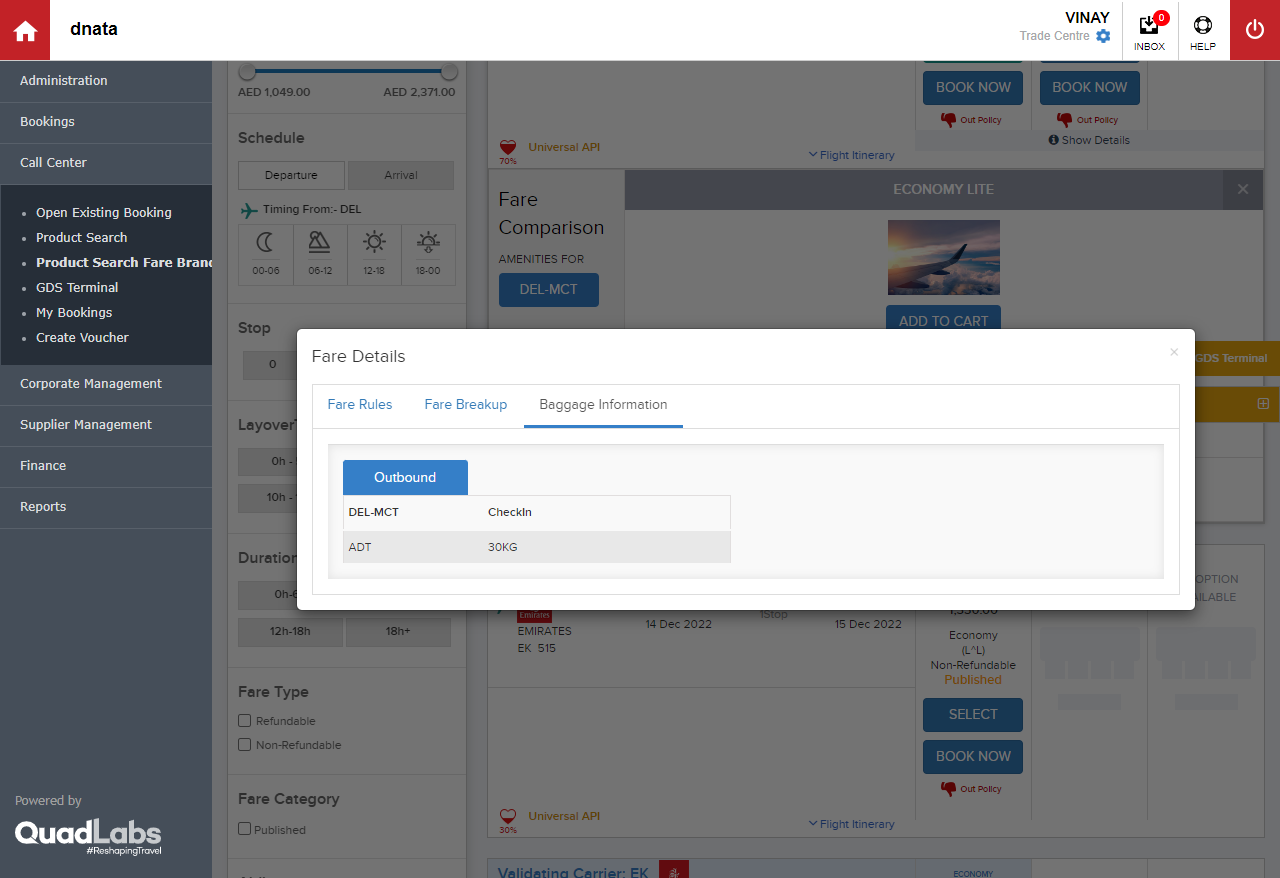 dnata
VINAY
Trade Centre
0
INBOX
HELP
Administration
Bookings
Call Center
Open Existing Booking
Product Search
Product Search Fare Brand
GDS Terminal
My Bookings
Create Voucher
Corporate Management
Supplier Management
Finance
Reports
Powered by
QuadLabs
#ReshapingTravel
AED 1,049.00 AED 2,371.00
Schedule
Departure Arrival
Timing From:- DEL
00-06 06-12 12-18 18-00
Stop
0
Layover
0h -
10h -
Duration
0h-6
12h-18h 18h+
Fare Type
Refundable
Non-Refundable
Fare Category
Published
BOOK NOW BOOK NOW
Out Policy Out Policy
Show Details
70%
Universal API
Flight Itinerary
Fare
Comparison
AMENITIES FOR
DEL-MCT
ECONOMY LITE
×
ADD TO CART
GDS Terminal
Fare Details
×
Fare Rules Fare Breakup Baggage Information
Outbound
DEL-MCT CheckIn
ADT 30KG
Emirates
EMIRATES
EK 515
14 Dec 2022
1Stop
15 Dec 2022
1,330.00
Economy
(L^L)
Non-Refundable
Published
SELECT
BOOK NOW
Out Policy
OPTION
30%
Universal API
Flight Itinerary
Validating Carrier: EK
ECONOMY